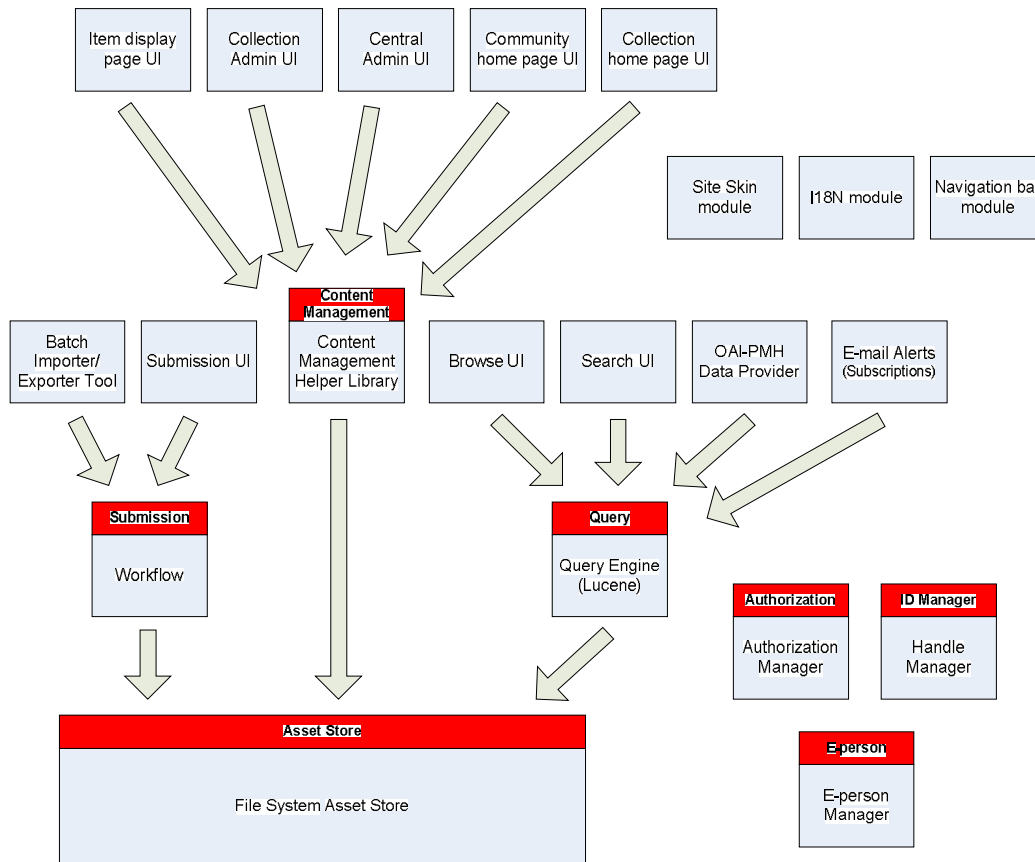 Item display
page UI
Collection
Admin UI
Central
Admin UI
Community
home page UI
Collection
home page UI
Site Skin
module
I18N module
Navigation ba
module
Content
Management
Content
Management
Helper Library
Batch
Importer/
Exporter Tool
Submission UI
Browse UI
Search UI
OAI-PMH
Data Provider
E-mail Alerts
(Subscriptions)
Submission
Workflow
Query
Query Engine
(Lucene)
Authorization
Authorization
Manager
ID Manager
Handle
Manager
Asset Store
File System Asset Store
E-person
E-person
Manager